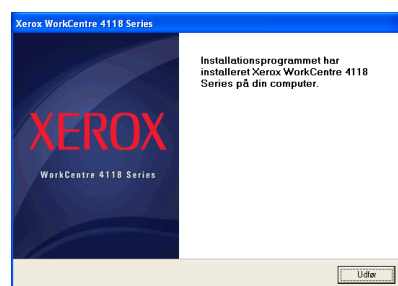 Xerox WorkCentre 4118 Series
Installationsprogrammet har
installeret Xerox WorkCentre 4118
Series på din computer.
XEROX
WorkCentre 4118 Series
Udfør